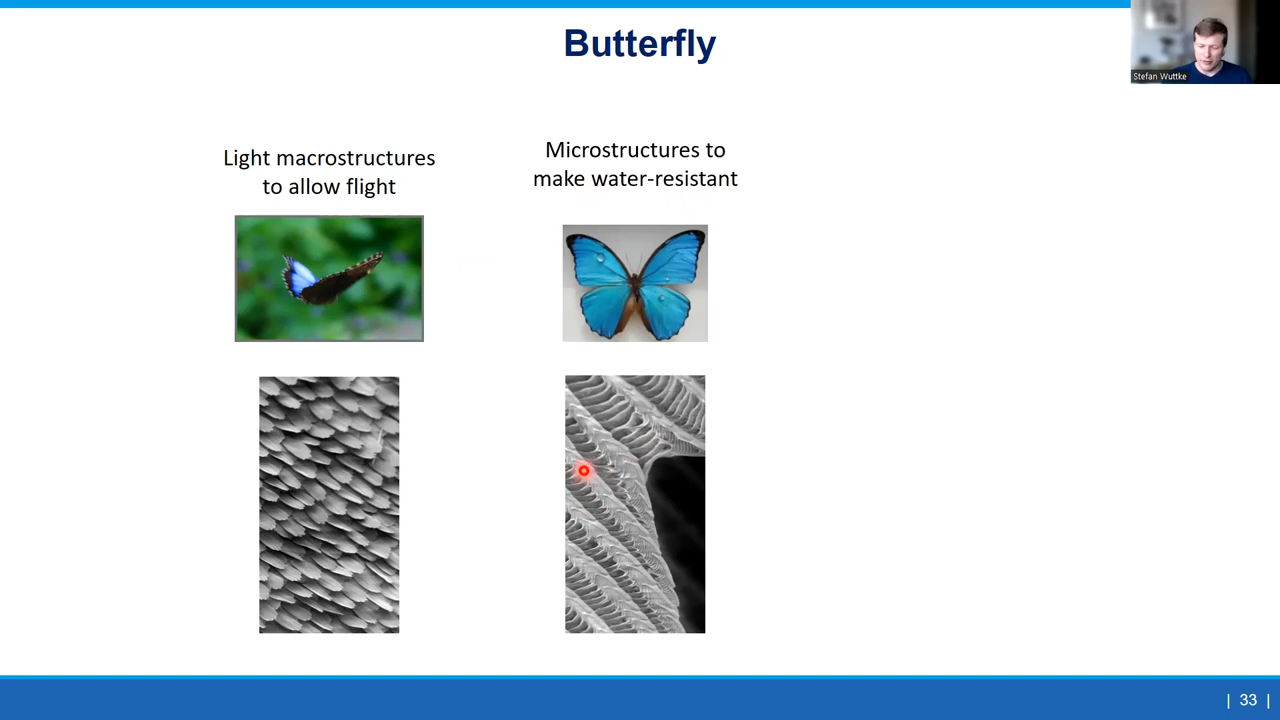 Butterfly
Stefan Wuttke
Light macrostructures
to allow flight
Microstructures to
make water-resistant
| 33 |